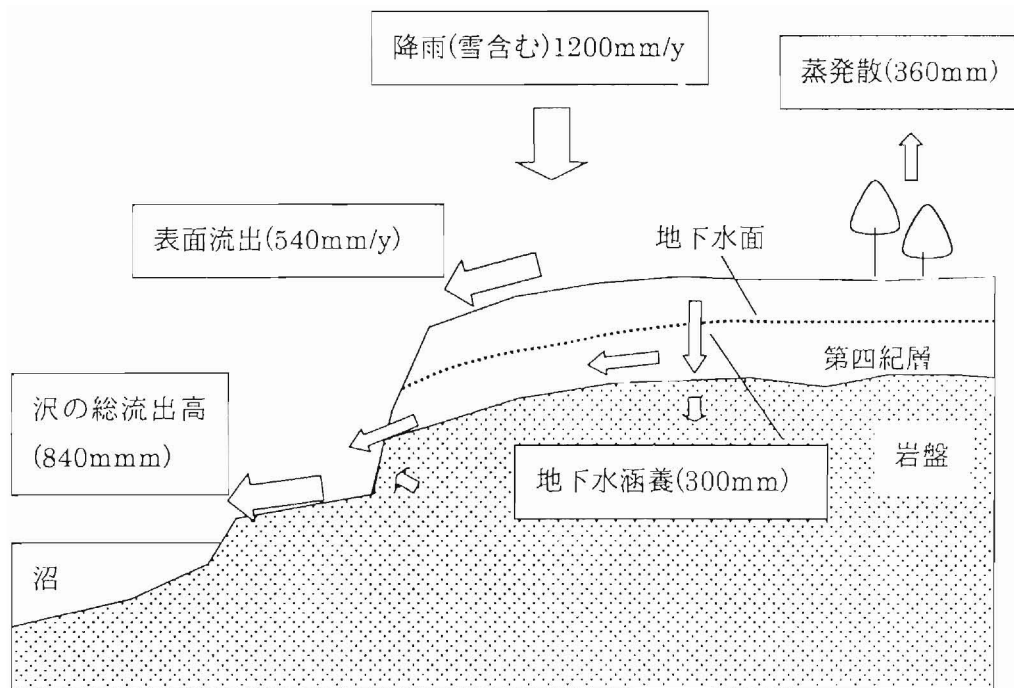 降雨(雪含む)1200mm/y
蒸発散(360mm)
表面流出(540mm/y)
地下水面
第四紀層
沢の総流出高
(840mmm)
岩盤
地下水涵養(300mm)
沼